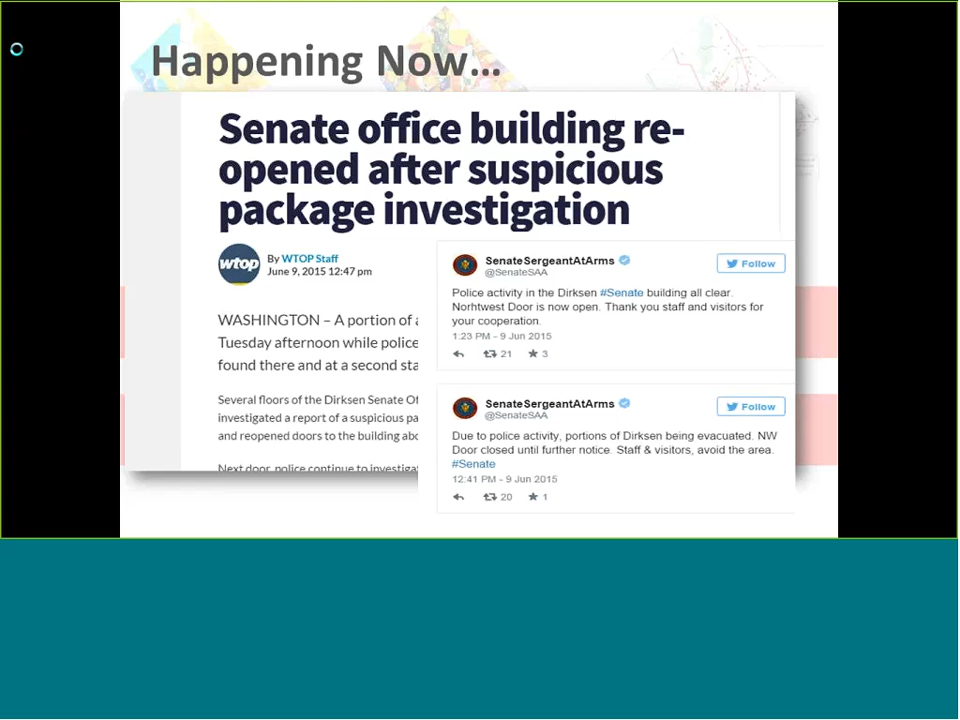 Happening Now...
Senate office building re-
opened after suspicious
package investigation
wtop
By WTOP Staff
June 9, 2015 12:47 pm
WASHINGTON – A portion of a
Tuesday afternoon while police
found there and at a second sta
Several floors of the Dirksen Senate Of
investigated a report of a suspicious pa
and reopened doors to the building abo
Next door, police continue to investigat
SenateSergeantAtArms
@SenateSAA
Follow
Police activity in the Dirksen #Senate building all clear.
Norhtwest Door is now open. Thank you staff and visitors for
your cooperation.
1:23 PM - 9 Jun 2015
21 3
SenateSergeantAtArms
@SenateSAA
Follow
Due to police activity, portions of Dirksen being evacuated. NW
Door closed until further notice. Staff & visitors, avoid the area.
#Senate
12:41 PM - 9 Jun 2015
20 1